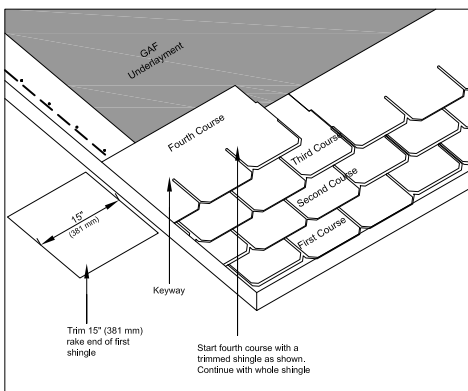 GAF
Underlayment
Fourth Course
Third Course
Second Course
First Course
15"
(381 mm)
Keyway
Trim 15" (381 mm)
rake end of first
shingle
Start fourth course with a
trimmed shingle as shown.
Continue with whole shingle